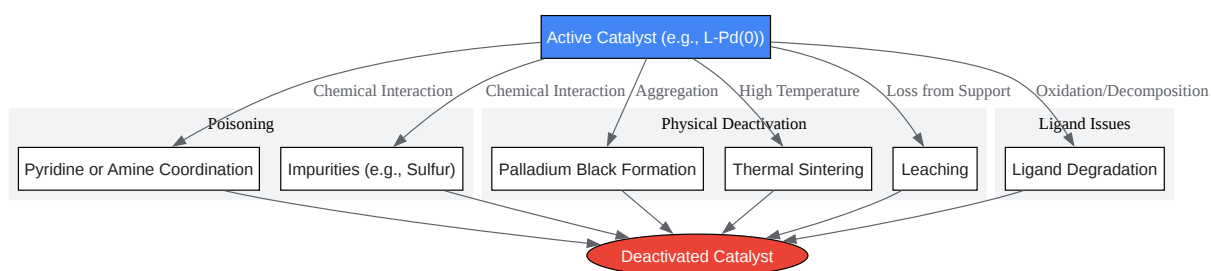 Active Catalyst (e.g., L-Pd(0))
Chemical Interaction
Chemical Interaction
Aggregation
High Temperature
Loss from Support
Oxidation/Decomposition
Poisoning
Physical Deactivation
Ligand Issues
Pyridine or Amine Coordination
Impurities (e.g., Sulfur)
Palladium Black Formation
Thermal Sintering
Leaching
Ligand Degradation
Deactivated Catalyst